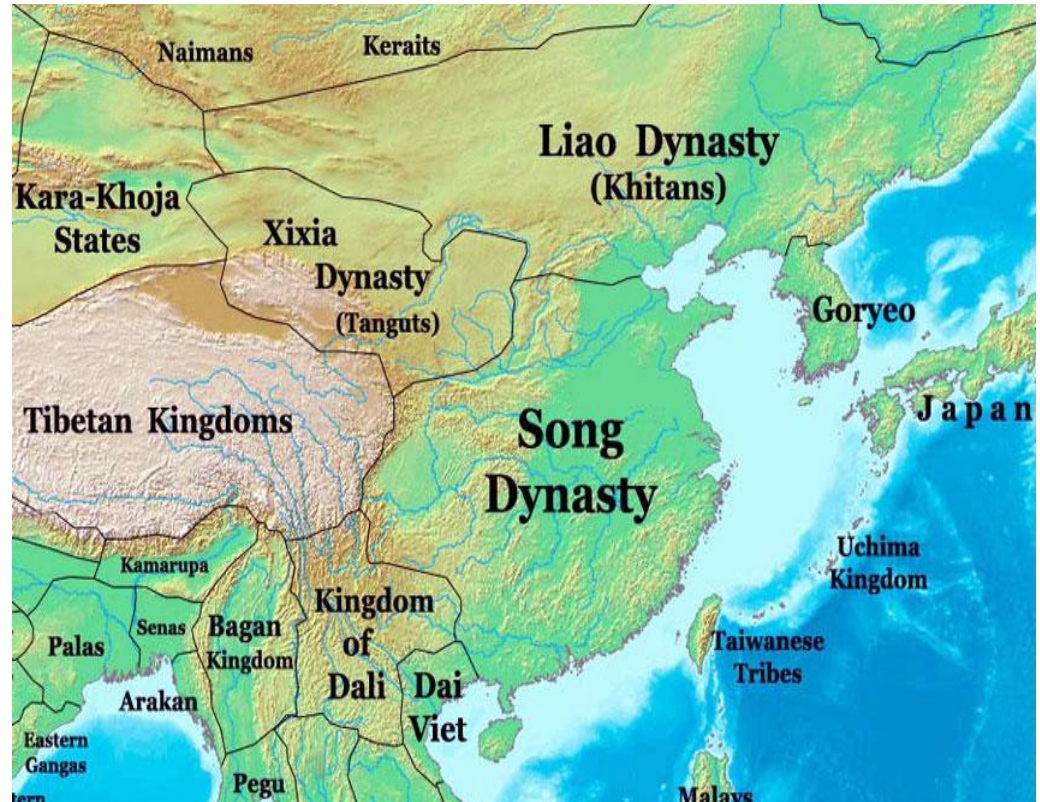 Naimans
Keraits
Liao Dynasty
(Khitans)
Kara-Khoja
States
Xixia
Dynasty
(Tanguts)
Goryeo
Tibetan Kingdoms
Song
Dynasty
Japan
Uchima
Kingdom
Kamarupa
Kingdom
of
Dali
Palas
Senas
Bagan
Kingdom
Taiwanese
Tribes
Arakan
Dai
Viet
Eastern
Gangas
Pegu
Malays
tern